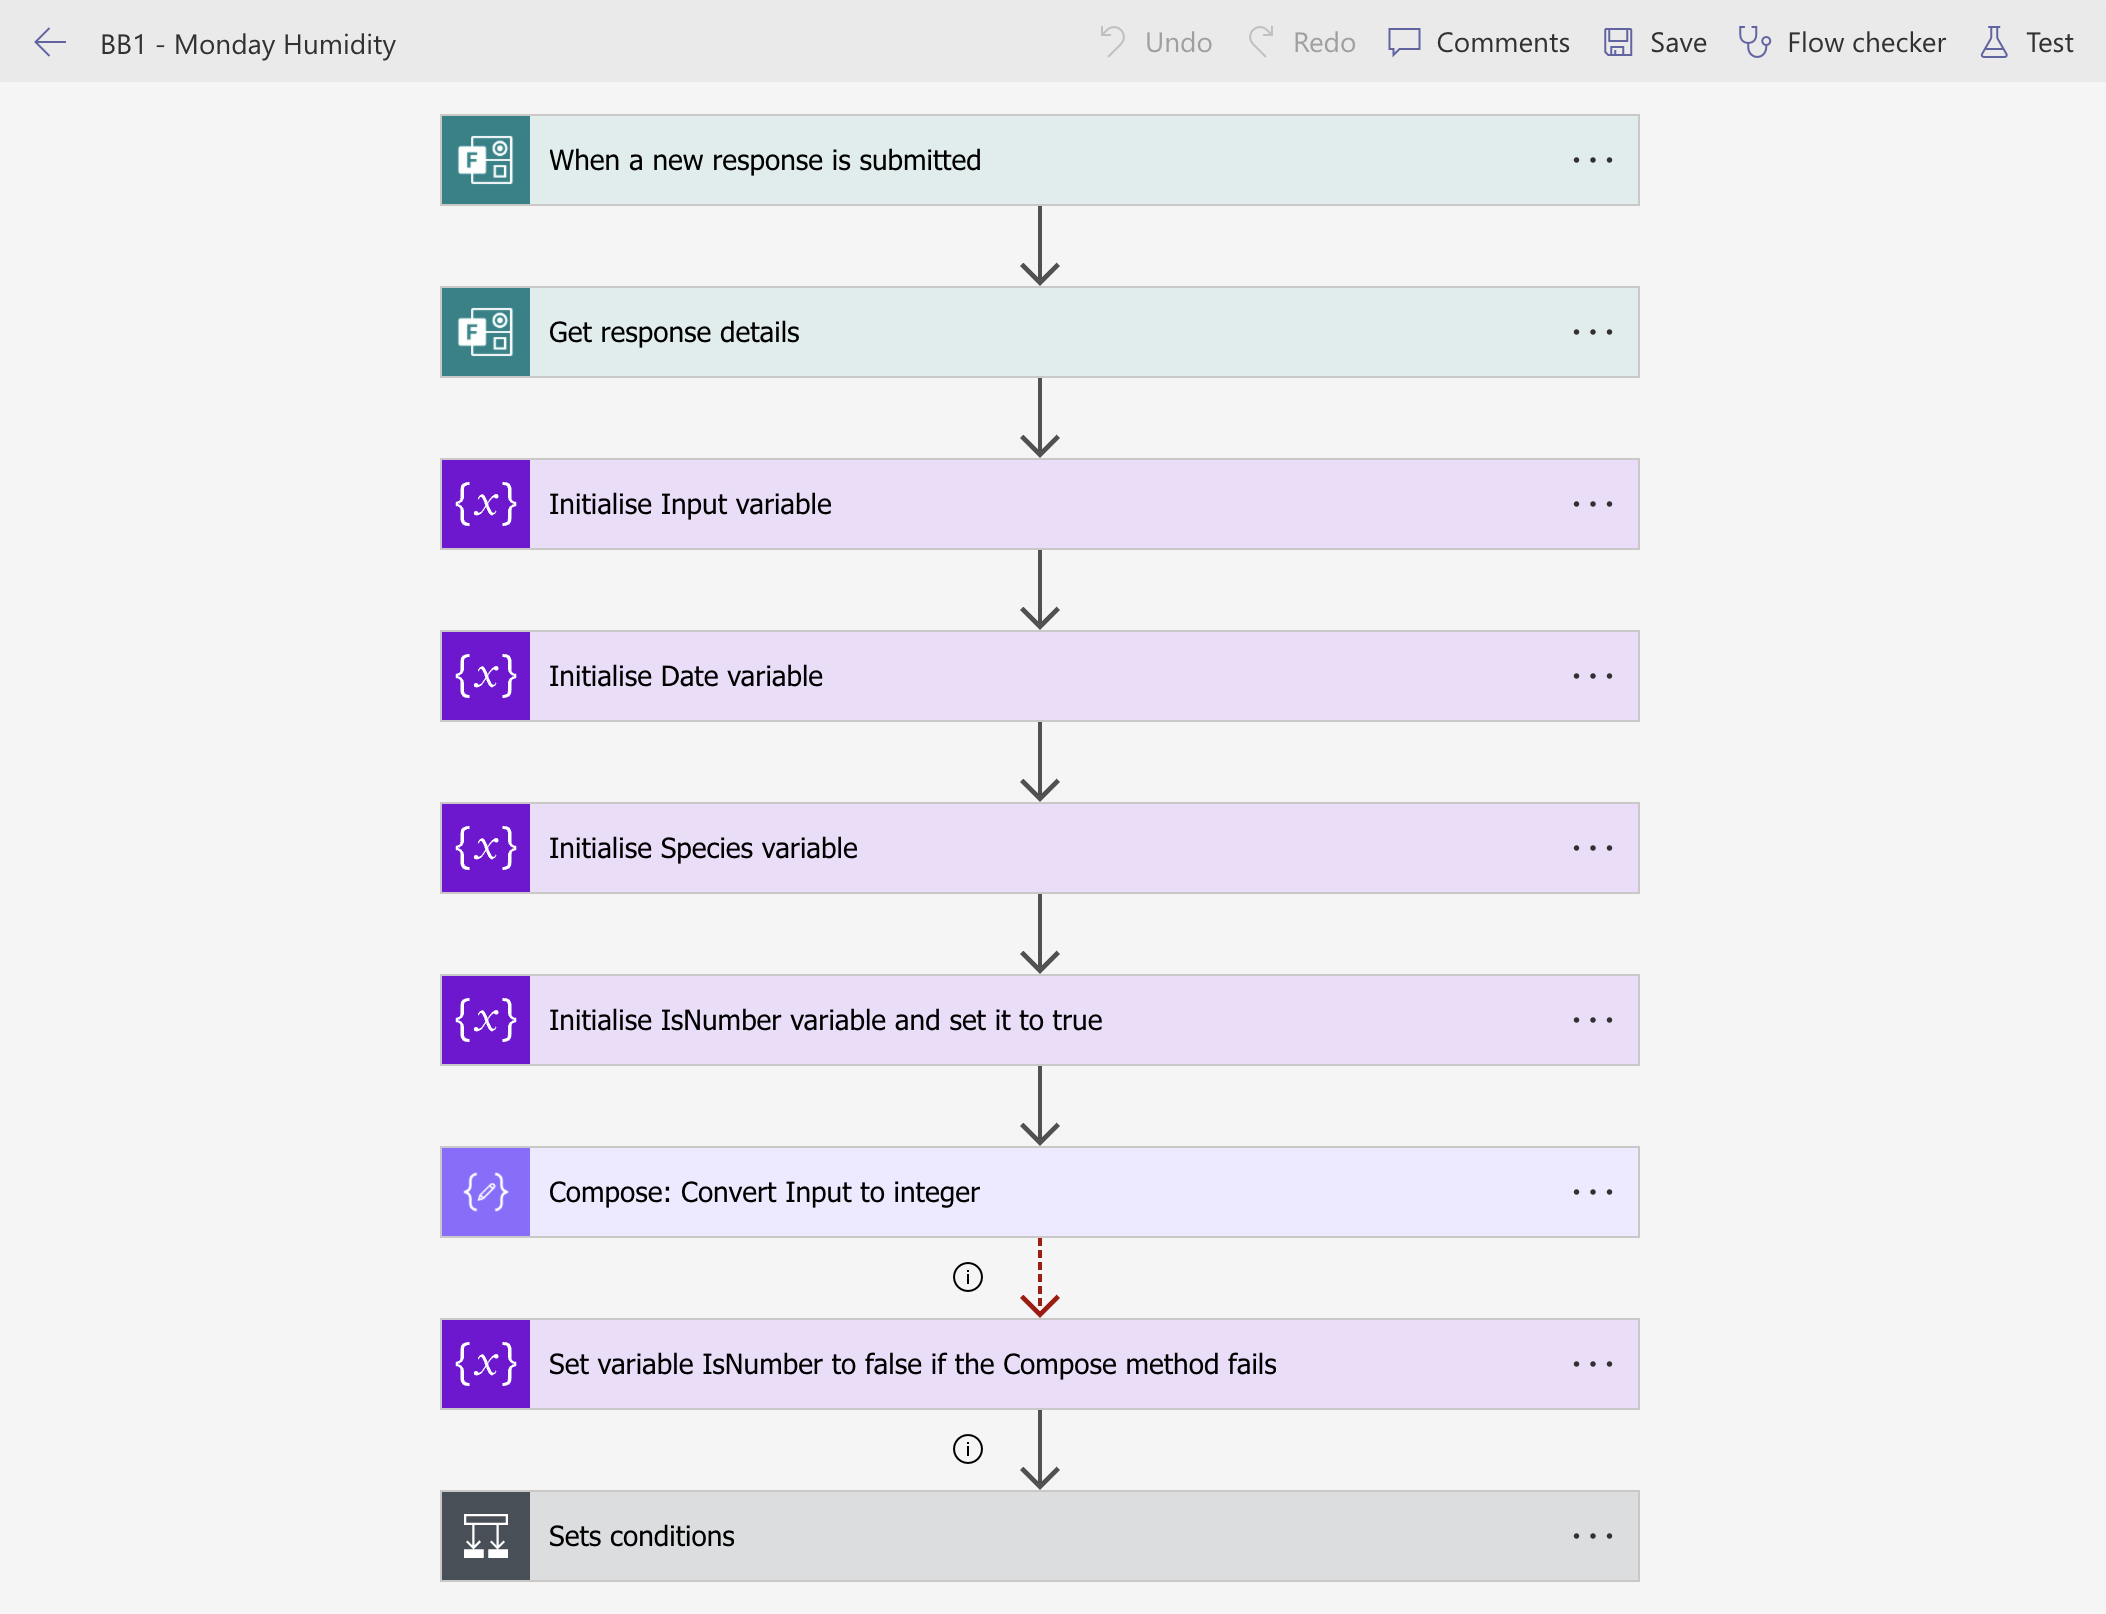 BB1 - Monday Humidity
Undo
Redo
Comments
Save
Flow checker
Test
F
When a new response is submitted
F
Get response details
{x}
Initialise Input variable
{x}
Initialise Date variable
{x}
Initialise Species variable
{x}
Initialise IsNumber variable and set it to true
Compose: Convert Input to integer
i
{x}
Set variable IsNumber to false if the Compose method fails
i
Sets conditions